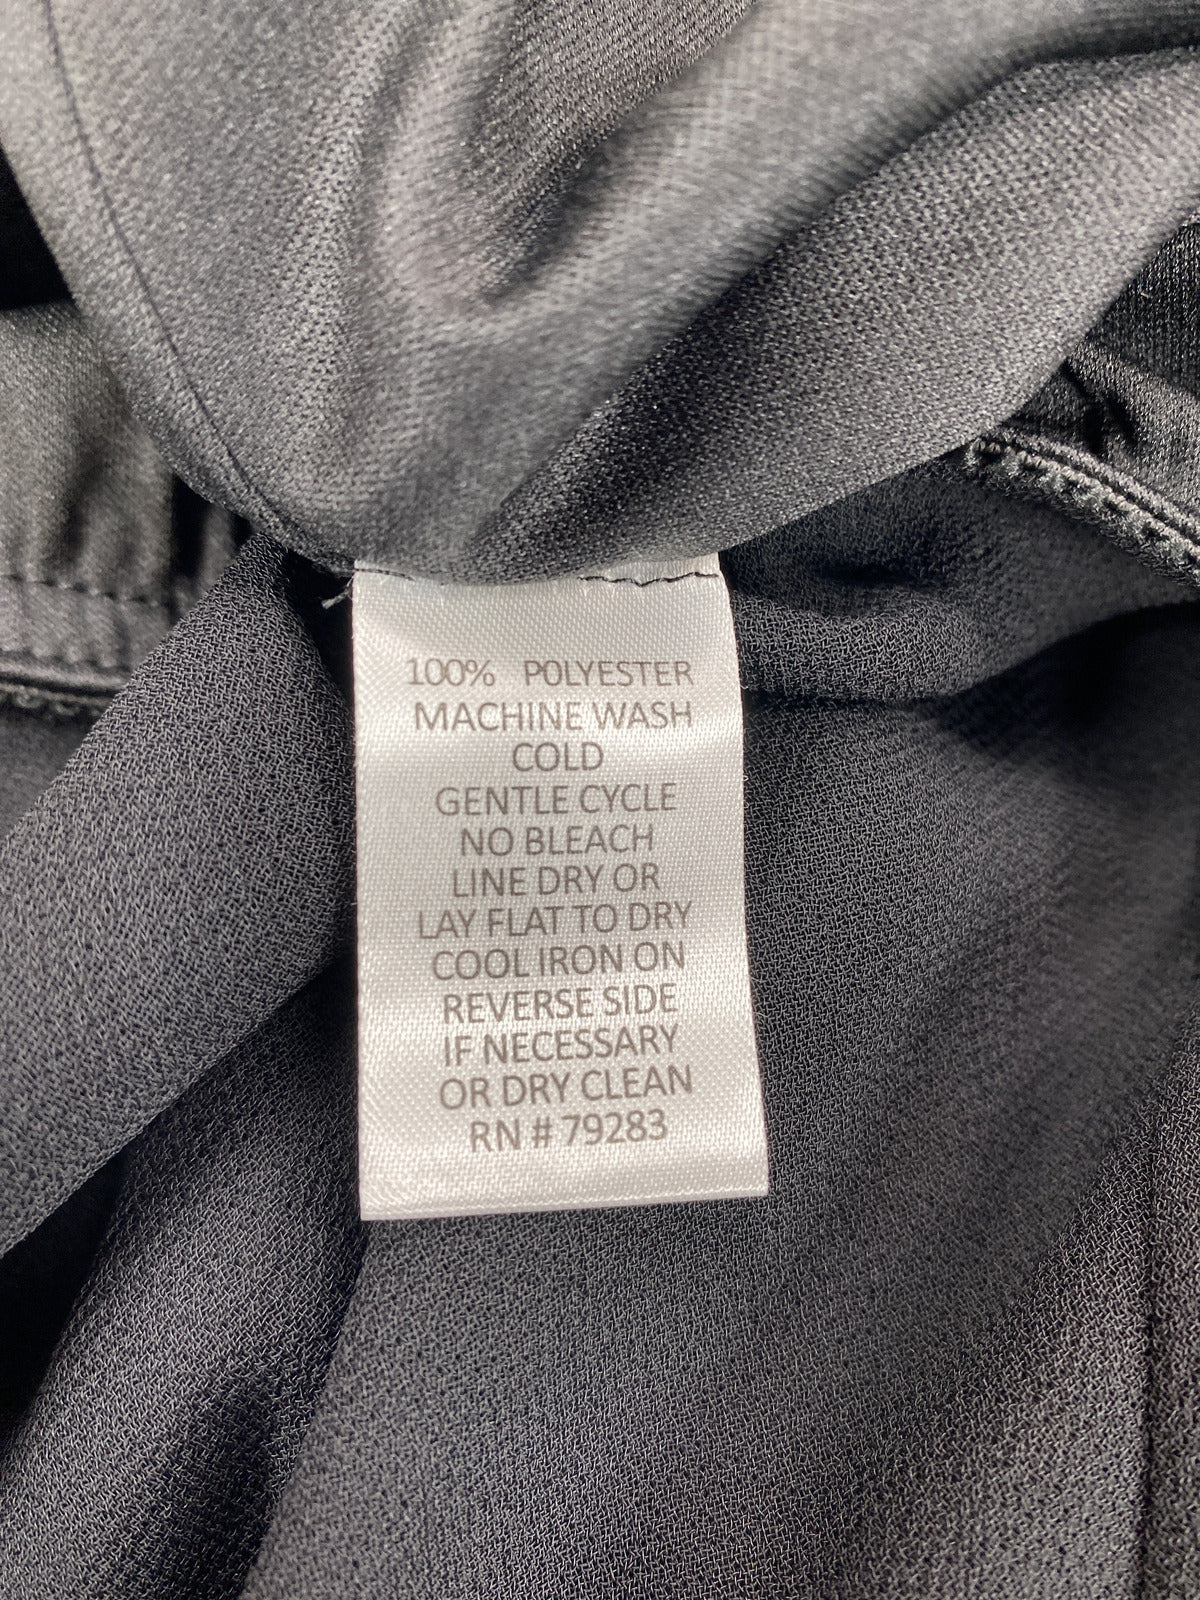 100% POLYESTER
MACHINE WASH
COLD
GENTLE CYCLE
NO BLEACH
LINE DRY OR
LAY FLAT TO DRY
COOL IRON ON
REVERSE SIDE
IF NECESSARY
OR DRY CLEAN
RN # 79283